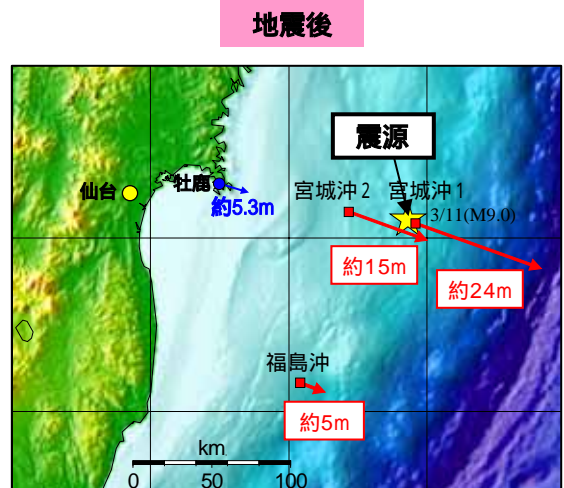 地震後
震源
仙台
牡鹿
約5.3m
宮城沖2
宮城沖1
3/11(M9.0)
約15m
約24m
福島沖
約5m
km
0 50 100